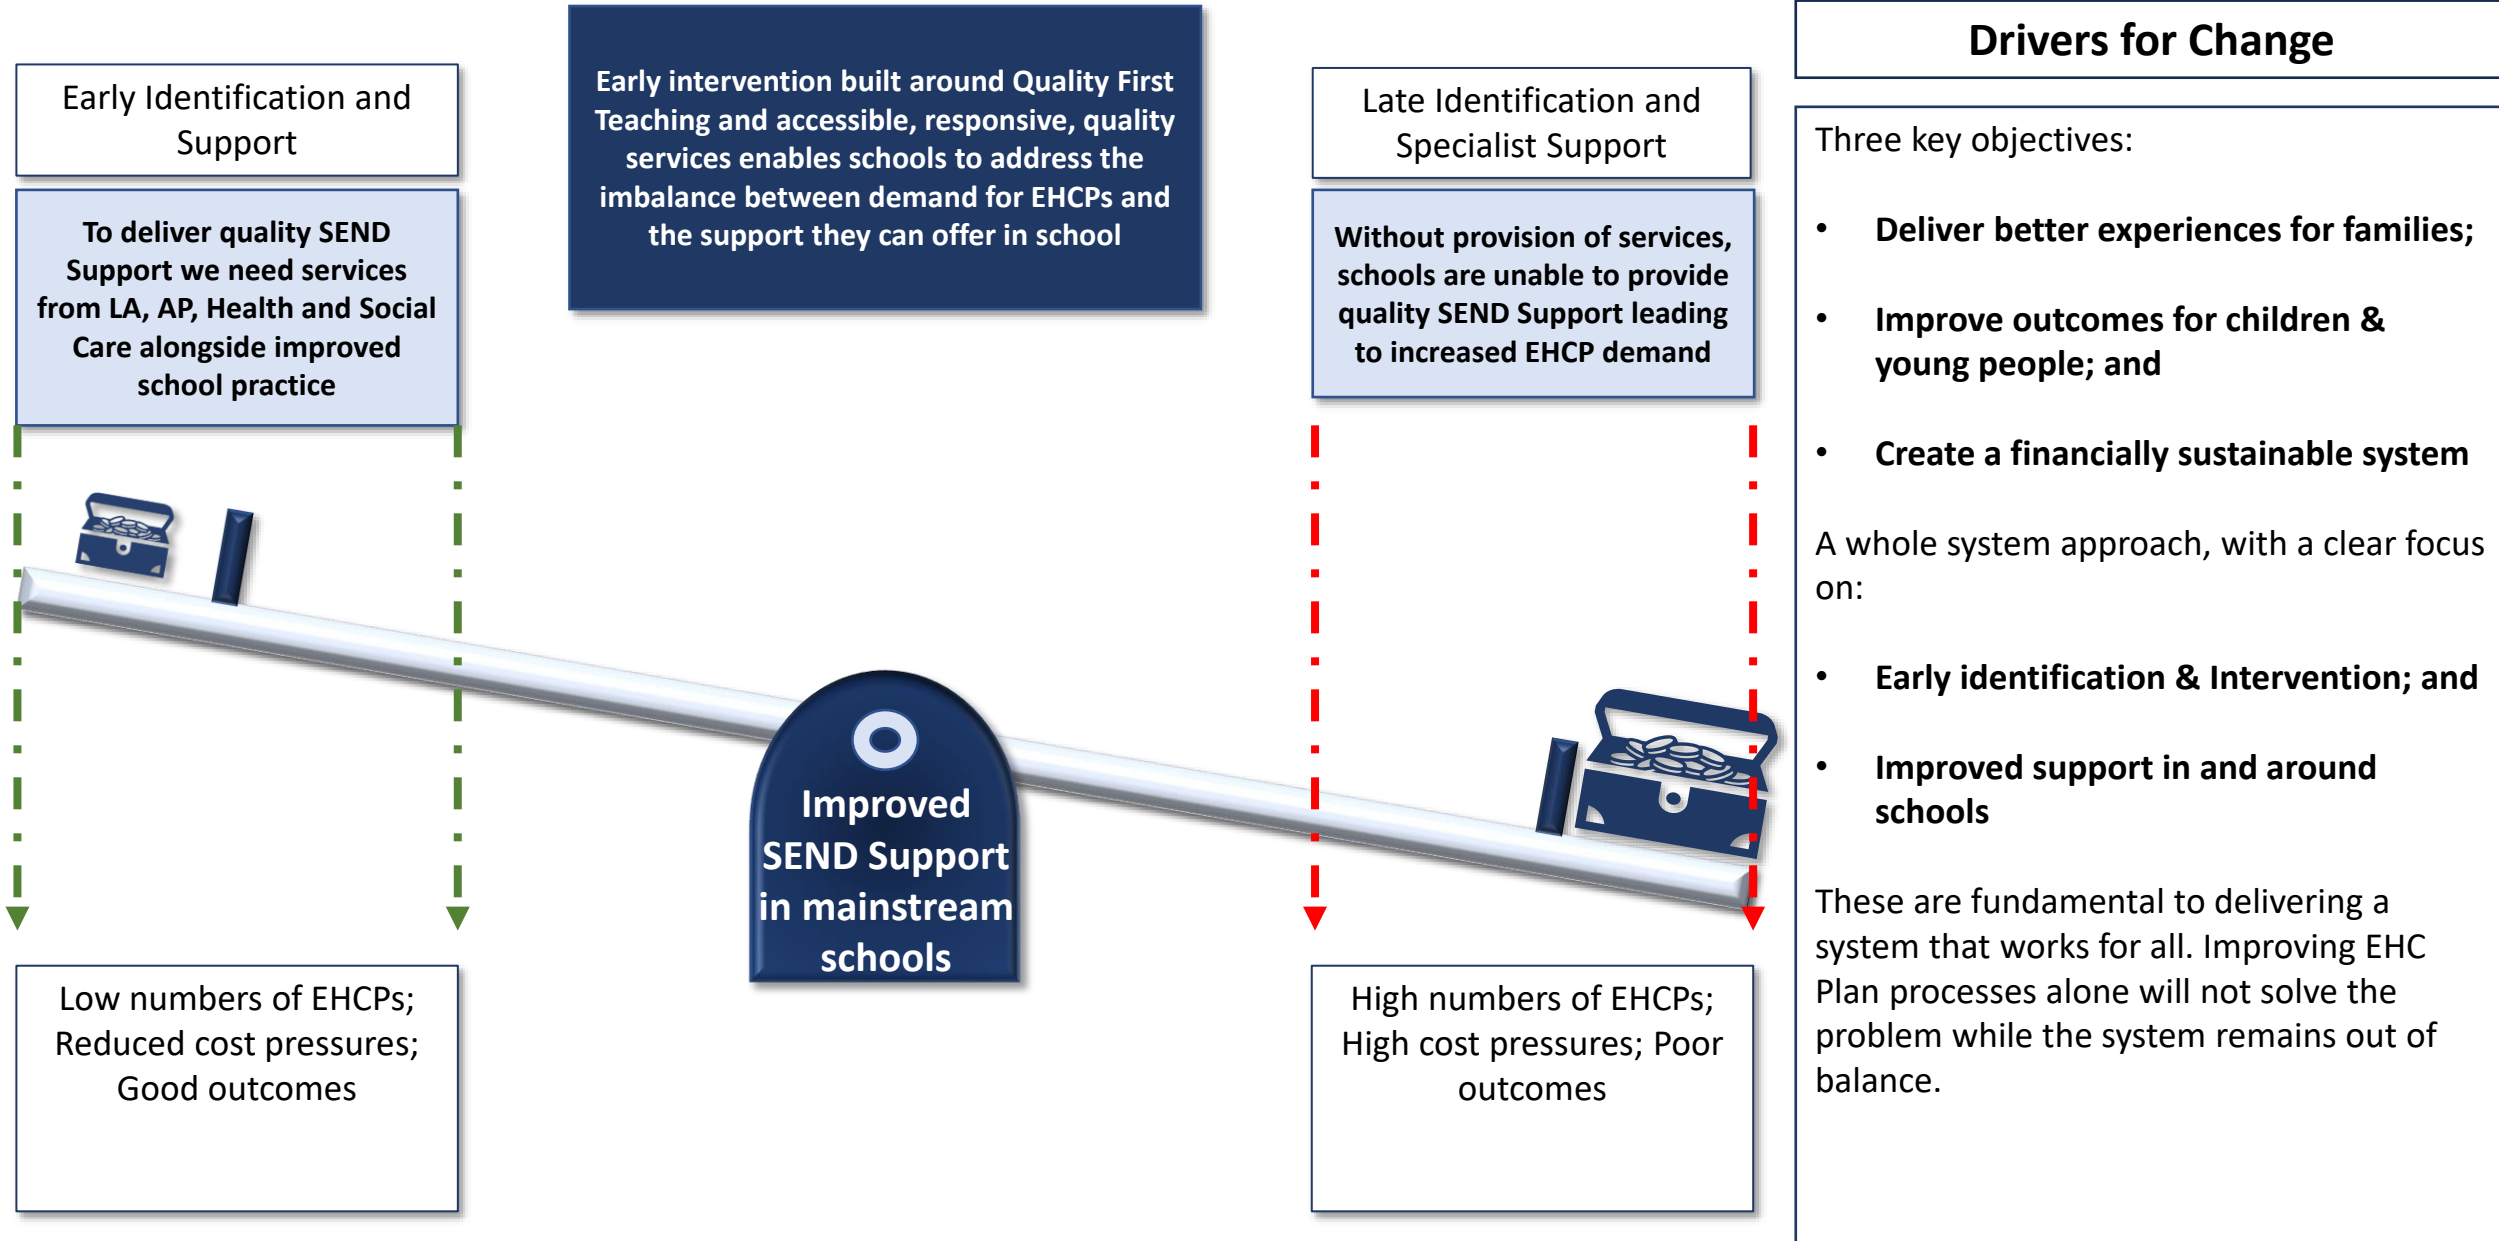 Early Identification and
Support
To deliver quality SEND
Support we need services
from LA, AP, Health and Social
Care alongside improved
school practice
Early intervention built around Quality First
Teaching and accessible, responsive, quality
services enables schools to address the
imbalance between demand for EHCPs and
the support they can offer in school
Late Identification and
Specialist Support
Without provision of services,
schools are unable to provide
quality SEND Support leading
to increased EHCP demand
Improved
SEND Support
in mainstream
schools
Low numbers of EHCPs;
Reduced cost pressures;
Good outcomes
High numbers of EHCPs;
High cost pressures; Poor
outcomes
Drivers for Change
Three key objectives:
• Deliver better experiences for families;
• Improve outcomes for children &
young people; and
• Create a financially sustainable system
A whole system approach, with a clear focus
on:
• Early identification & Intervention; and
• Improved support in and around
schools
These are fundamental to delivering a
system that works for all. Improving EHC
Plan processes alone will not solve the
problem while the system remains out of
balance.